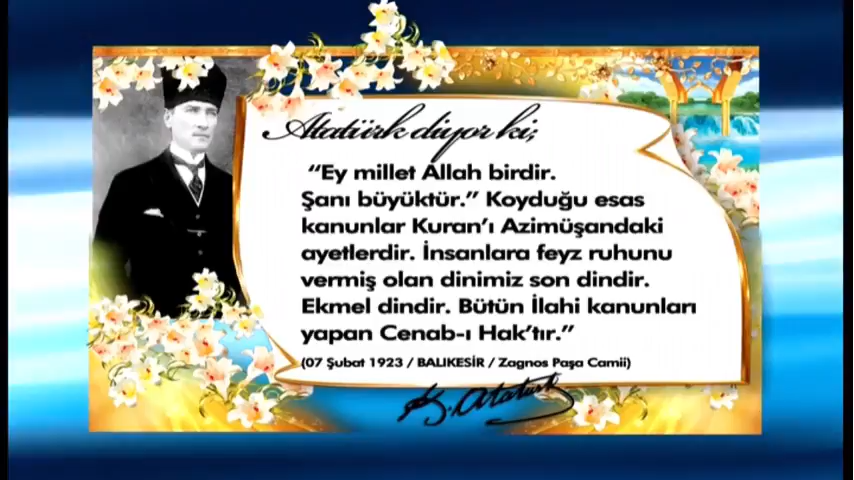 Atatürk diyor ki;
“Ey millet Allah birdir.
Şanı büyüktür.” Koyduğu esas
kanunlar Kuran’ı Azimüşandaki
ayetlerdir. İnsanlara feyz ruhunu
vermiş olan dinimiz son dindir.
Ekmel dindir. Bütün İlahi kanunları
yapan Cenab-ı Hak’tır.”
(07 Şubat 1923 / BALIKESİR / Zagnos Paşa Camii)
K. Atatürk